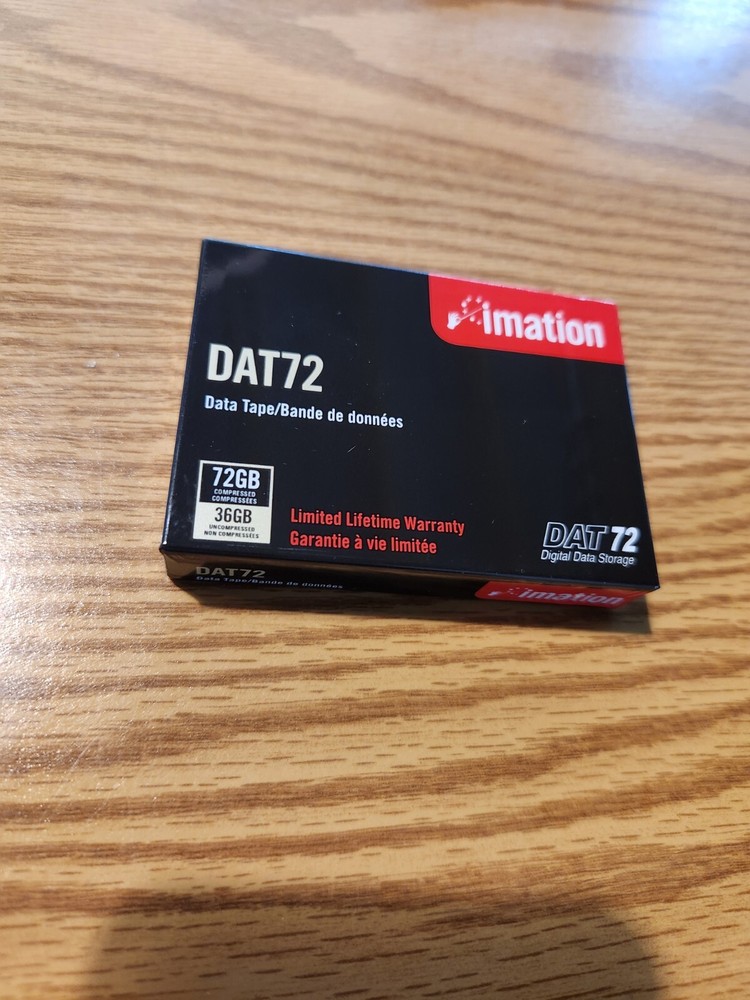 imation
DAT72
Data Tape/Bande de données
72GB
COMPRESSED
COMPRESSÉES
36GB
UNCOMPRESSED
NON COMPRESSÉES
Limited Lifetime Warranty
Garantie à vie limitée
DAT 72
Digital Data Storage
DAT72
Data Tape/Bande de données
imation